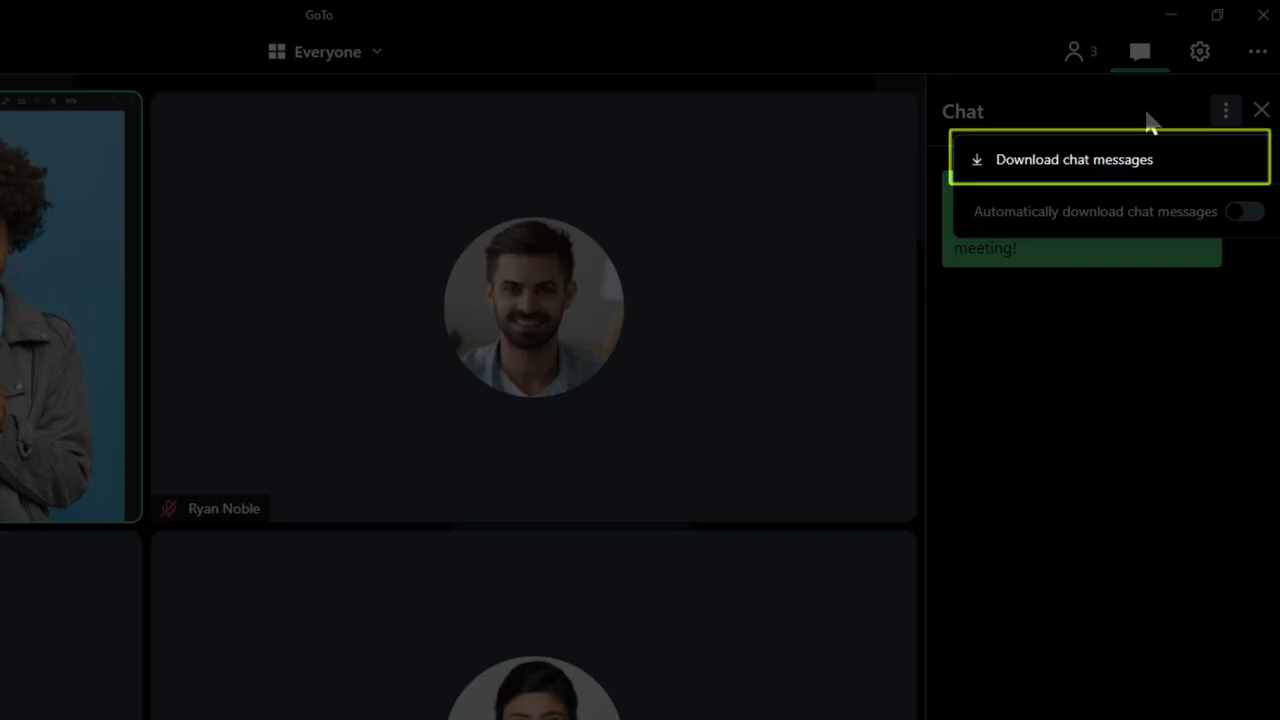 GoTo
Everyone
3
Chat
Download chat messages
Automatically download chat messages
meeting!
Ryan Noble